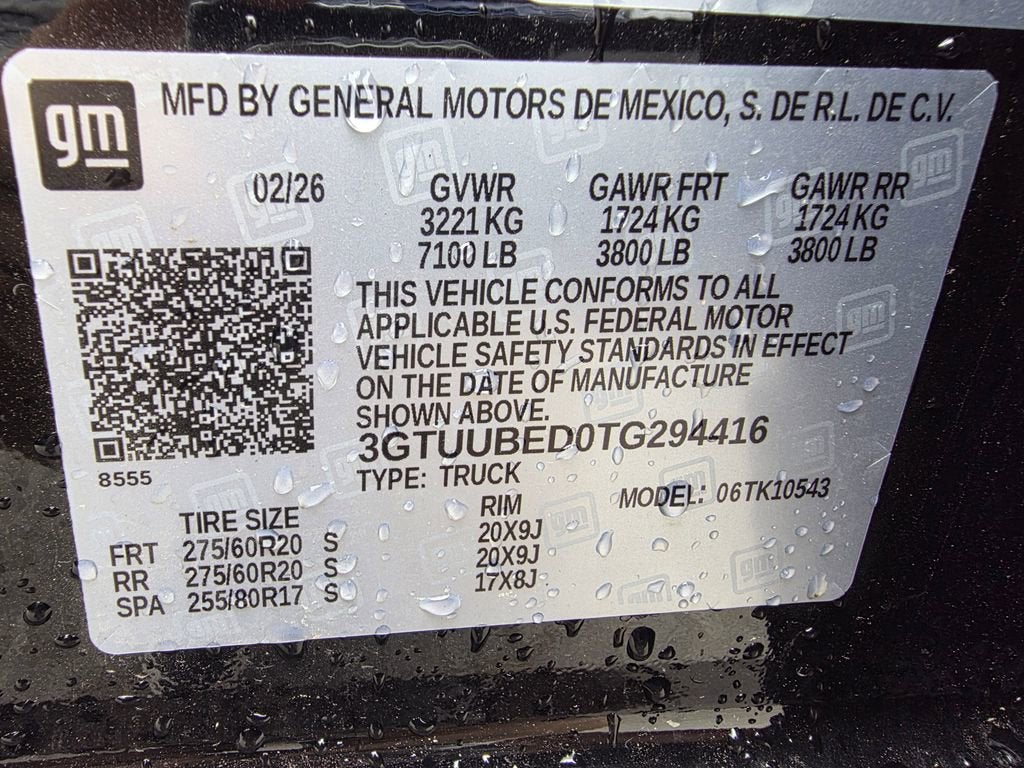 gm
MFD BY GENERAL MOTORS DE MEXICO, S. DE R.L. DE C.V.
02/26 GVWR GAWR FRT GAWR RR
3221 KG 1724 KG 1724 KG
7100 LB 3800 LB 3800 LB
THIS VEHICLE CONFORMS TO ALL
APPLICABLE U.S. FEDERAL MOTOR
VEHICLE SAFETY STANDARDS IN EFFECT
ON THE DATE OF MANUFACTURE
SHOWN ABOVE.
3GTUUBED0TG294416
8555
TYPE: TRUCK
MODEL: 06TK10543
TIRE SIZE RIM
FRT 275/60R20 S 20X9J
RR 275/60R20 S 20X9J
SPA 255/80R17 S 17X8J